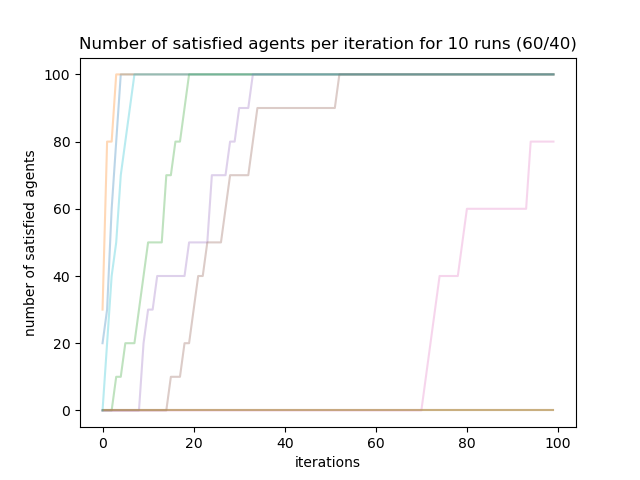 Number of satisfied agents per iteration for 10 runs (60/40)
100
80
60
40
20
0
number of satisfied agents
0 20 40 60 80 100
iterations